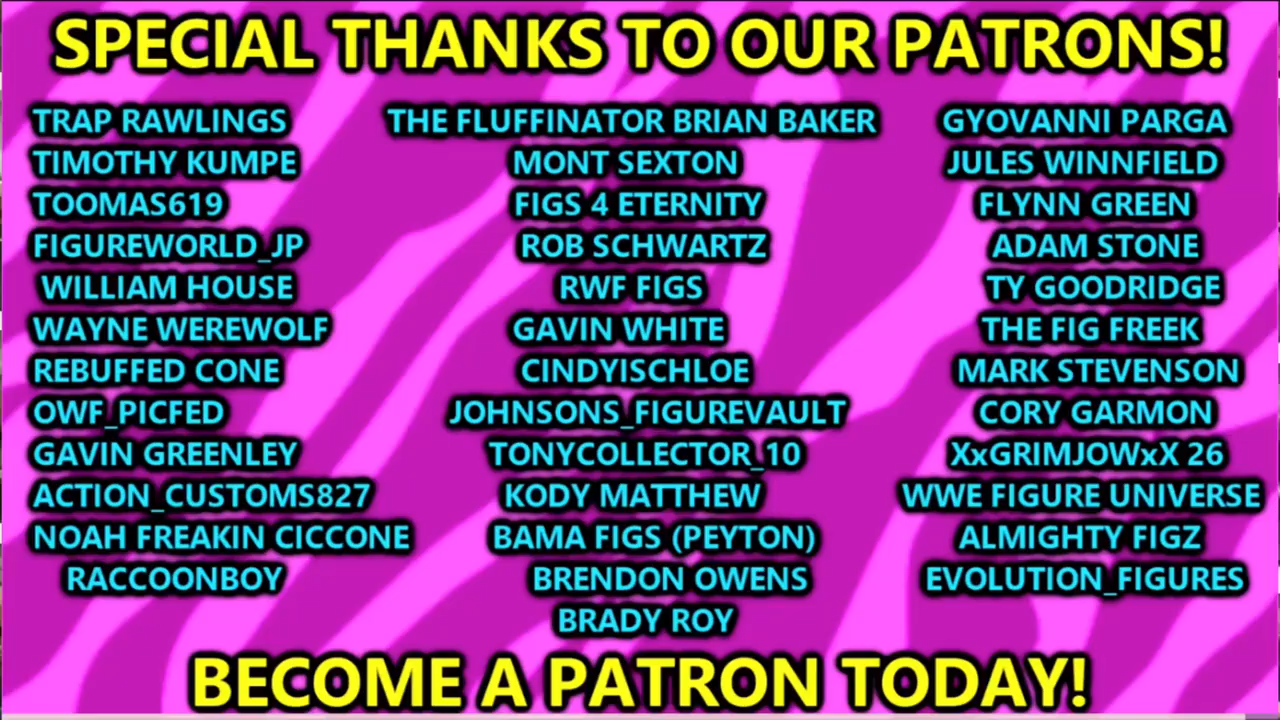 SPECIAL THANKS TO OUR PATRONS!
TRAP RAWLINGS
TIMOTHY KUMPE
TOOMAS619
FIGUREWORLD_JP
WILLIAM HOUSE
WAYNE WEREWOLF
REBUFFED CONE
OWF_PICFED
GAVIN GREENLEY
ACTION_CUSTOMS827
NOAH FREAKIN CICCONE
RACCOONBOY
THE FLUFFINATOR BRIAN BAKER
MONT SEXTON
FIGS 4 ETERNITY
ROB SCHWARTZ
RWF FIGS
GAVIN WHITE
CINDYISCHLOE
JOHNSONS_FIGUREVAULT
TONYCOLLECTOR_10
KODY MATTHEW
BAMA FIGS (PEYTON)
BRENDON OWENS
BRADY ROY
GYOVANNI PARGA
JULES WINNFIELD
FLYNN GREEN
ADAM STONE
TY GOODRIDGE
THE FIG FREEK
MARK STEVENSON
CORY GARMON
XxGRIMJOWxX 26
WWE FIGURE UNIVERSE
ALMIGHTY FIGZ
EVOLUTION_FIGURES
BECOME A PATRON TODAY!